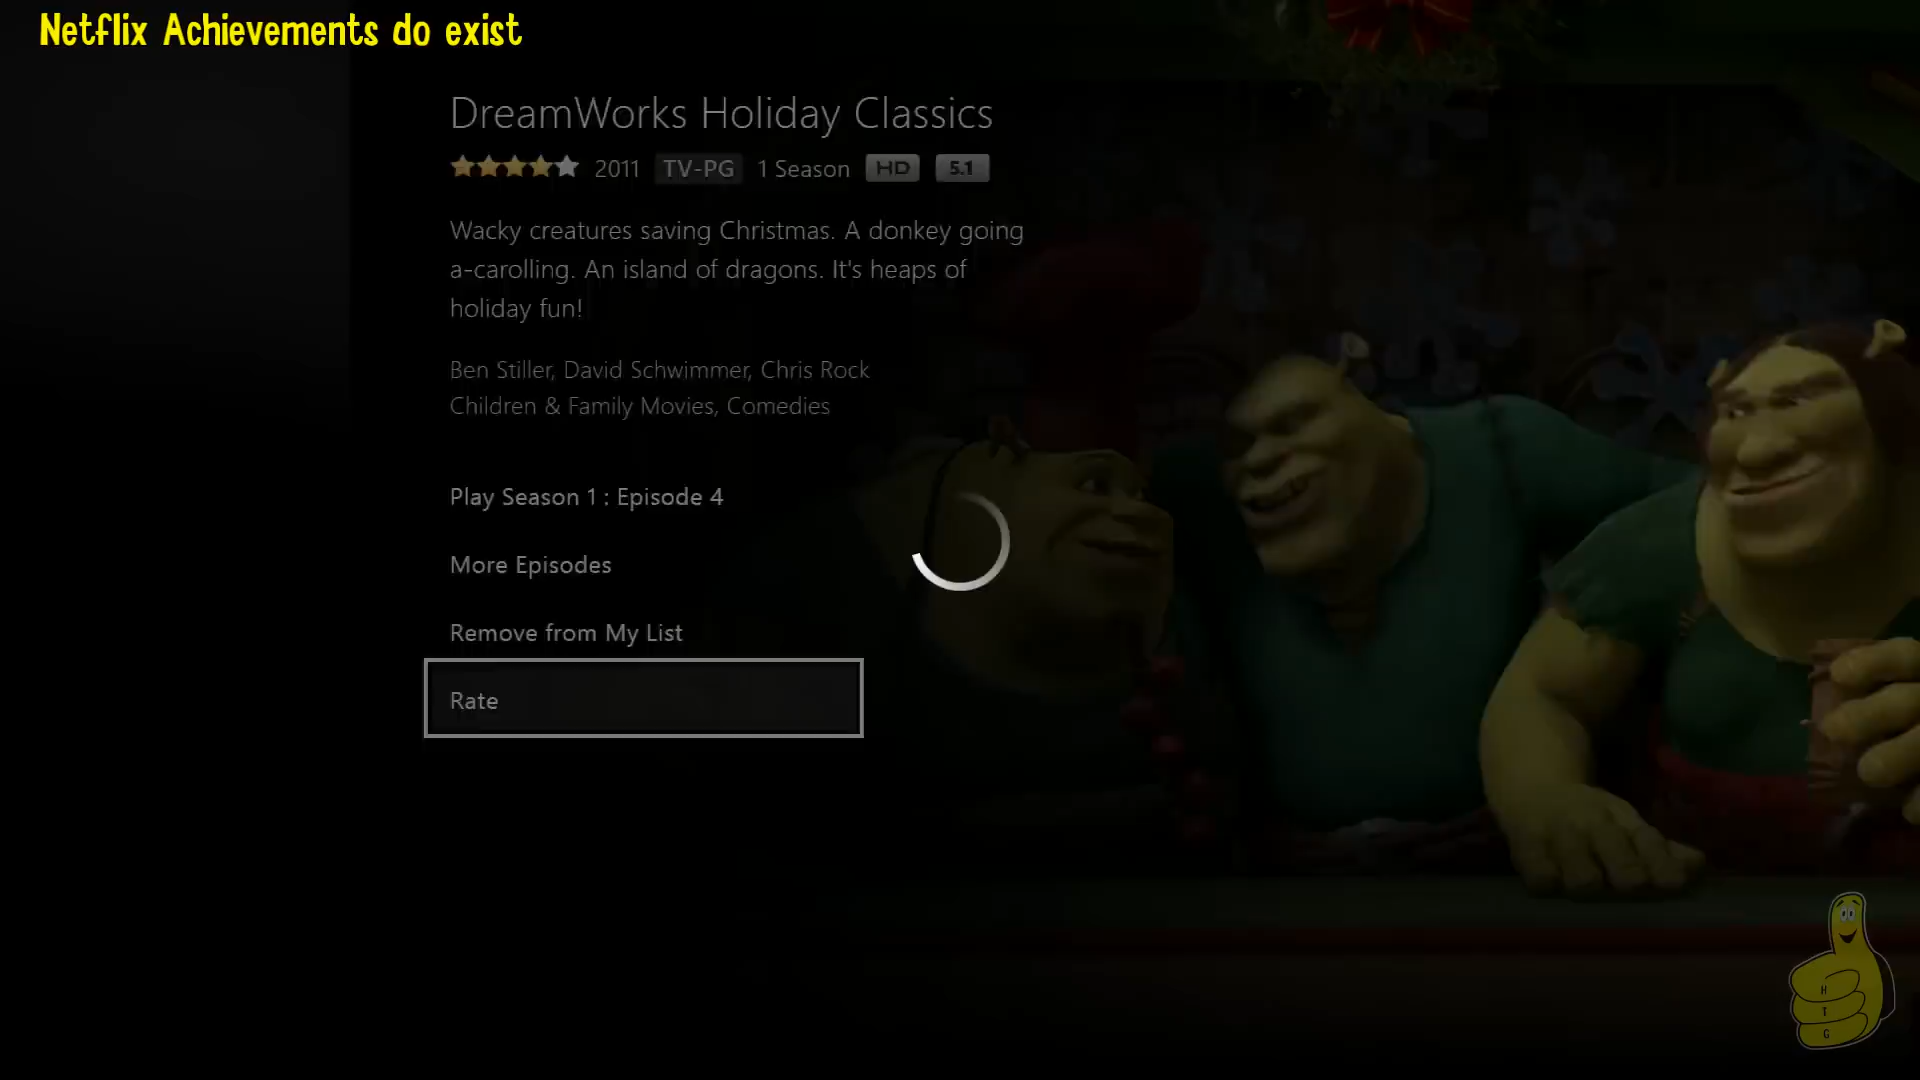 Netflix Achievements do exist
DreamWorks Holiday Classics
2011 TV-PG 1 Season HD 5.1
Wacky creatures saving Christmas. A donkey going
a-carolling. An island of dragons. It's heaps of
holiday fun!
Ben Stiller, David Schwimmer, Chris Rock
Children & Family Movies, Comedies
Play Season 1 : Episode 4
More Episodes
Remove from My List
Rate
H
T
G